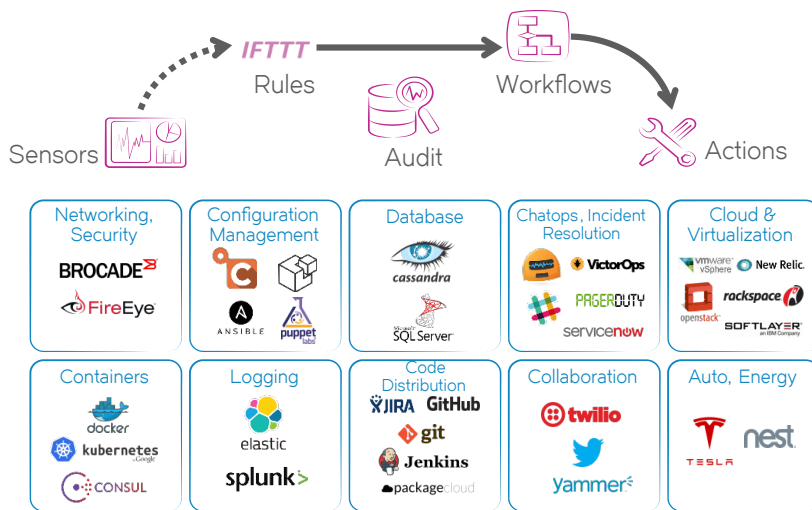 IFTTT
Rules
Workflows
Sensors
Audit
Actions
Networking,
Security
BROCADE
FireEye
Configuration
Management
ANSIBLE
puppet
labs
Database
cassandra
Microsoft
SQL Server
Chatops, Incident
Resolution
VictorOps
PAGERDUTY
servicenow
Cloud &
Virtualization
vmware
vSphere
New Relic.
openstack
rackspace
SOFTLAYER
an IBM Company
Containers
docker
kubernetes
by Google
CONSUL
Logging
elastic
splunk>
Code
Distribution
JIRA
GitHub
git
Jenkins
packagecloud
Collaboration
twilio
yammer
Auto, Energy
TESLA
nest